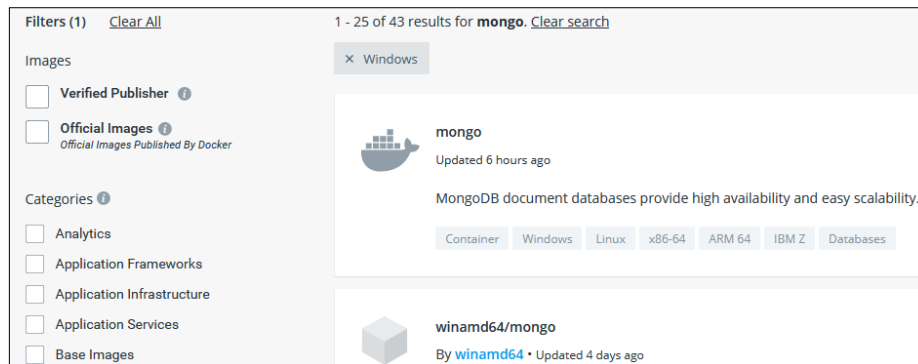 Filters (1) Clear All
1 - 25 of 43 results for mongo. Clear search
× Windows
Images
Verified Publisher
Official Images
Official Images Published By Docker
Categories
Analytics
Application Frameworks
Application Infrastructure
Application Services
Base Images
mongo
Updated 6 hours ago
MongoDB document databases provide high availability and easy scalability.
Container Windows Linux x86-64 ARM 64 IBM Z Databases
winamd64/mongo
By winamd64 • Updated 4 days ago